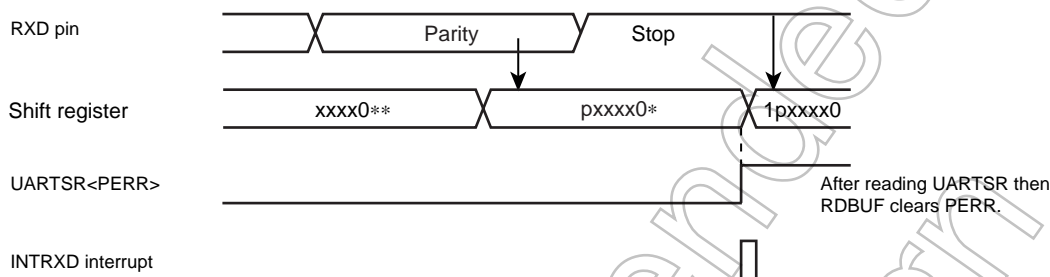 RXD pin
Parity
Stop
Shift register
xxxx0**
pxxxx0*
1pxxxx0
UARTSR<PERR>
After reading UARTSR then
RDBUF clears PERR.
INTRXD interrupt